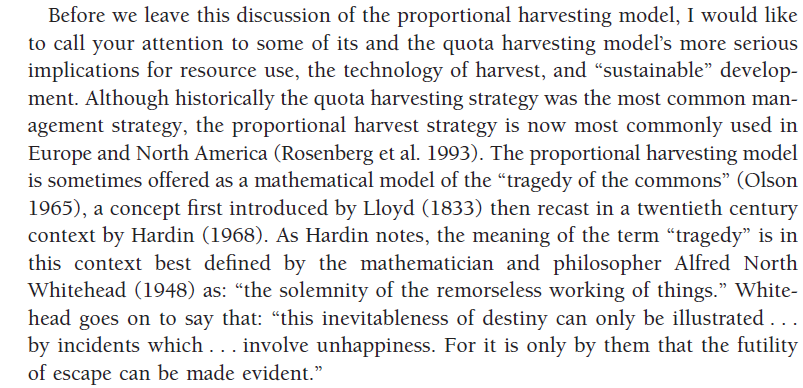 Before we leave this discussion of the proportional harvesting model, I would like
to call your attention to some of its and the quota harvesting model’s more serious
implications for resource use, the technology of harvest, and “sustainable” develop-
ment. Although historically the quota harvesting strategy was the most common man-
agement strategy, the proportional harvest strategy is now most commonly used in
Europe and North America (Rosenberg et al. 1993). The proportional harvesting model
is sometimes offered as a mathematical model of the “tragedy of the commons” (Olson
1965), a concept first introduced by Lloyd (1833) then recast in a twentieth century
context by Hardin (1968). As Hardin notes, the meaning of the term “tragedy” is in
this context best defined by the mathematician and philosopher Alfred North
Whitehead (1948) as: “the solemnity of the remorseless working of things.” White-
head goes on to say that: “this inevitableness of destiny can only be illustrated . . .
by incidents which . . . involve unhappiness. For it is only by them that the futility
of escape can be made evident.”